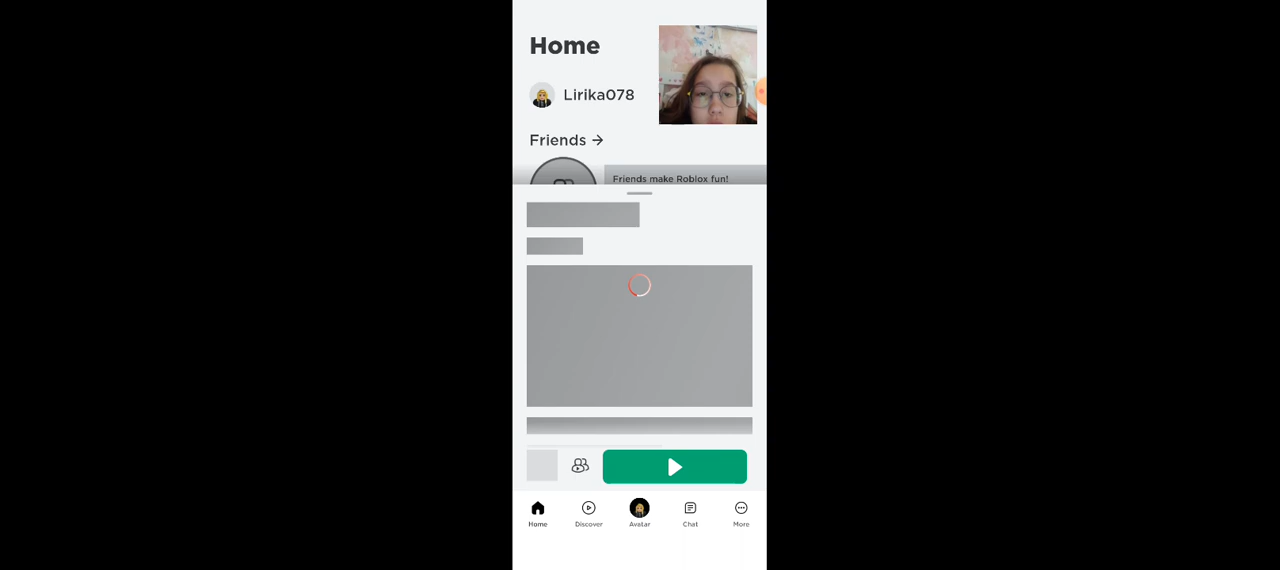 Home
Lirika078
Friends →
Friends make Roblox fun!
Home
Discover
Avatar
Chat
More